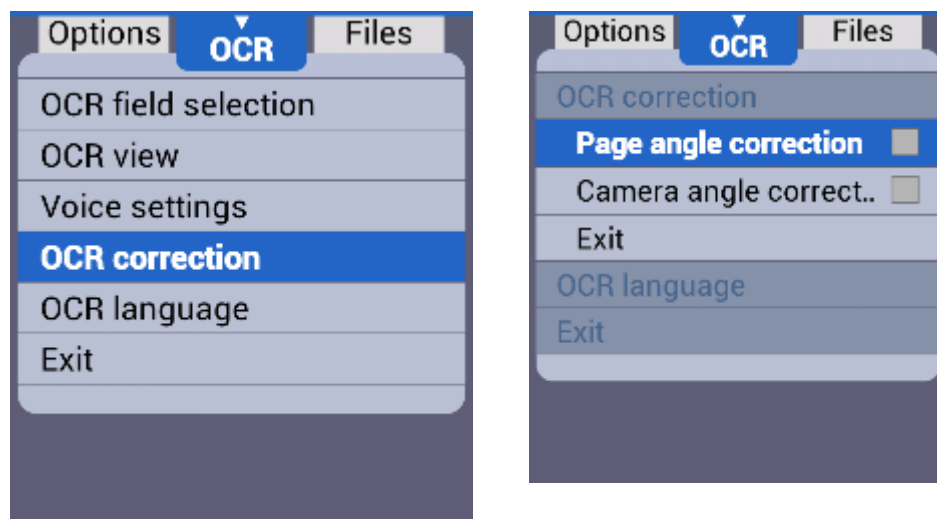 Options OCR Files
OCR field selection
OCR view
Voice settings
OCR correction
OCR language
Exit
Options OCR Files
OCR correction
Page angle correction
Camera angle correct..
Exit
OCR language
Exit